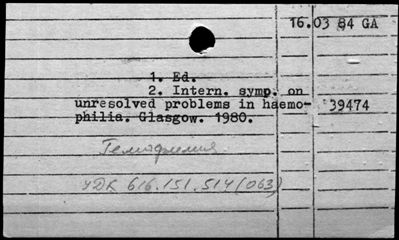 16.03 84 GA
1. Ed.
2. Intern. symp. on
unresolved problems in haemo-
philia. Glasgow. 1980.
39474
Гемофилия
УДК 616.151.514(063)